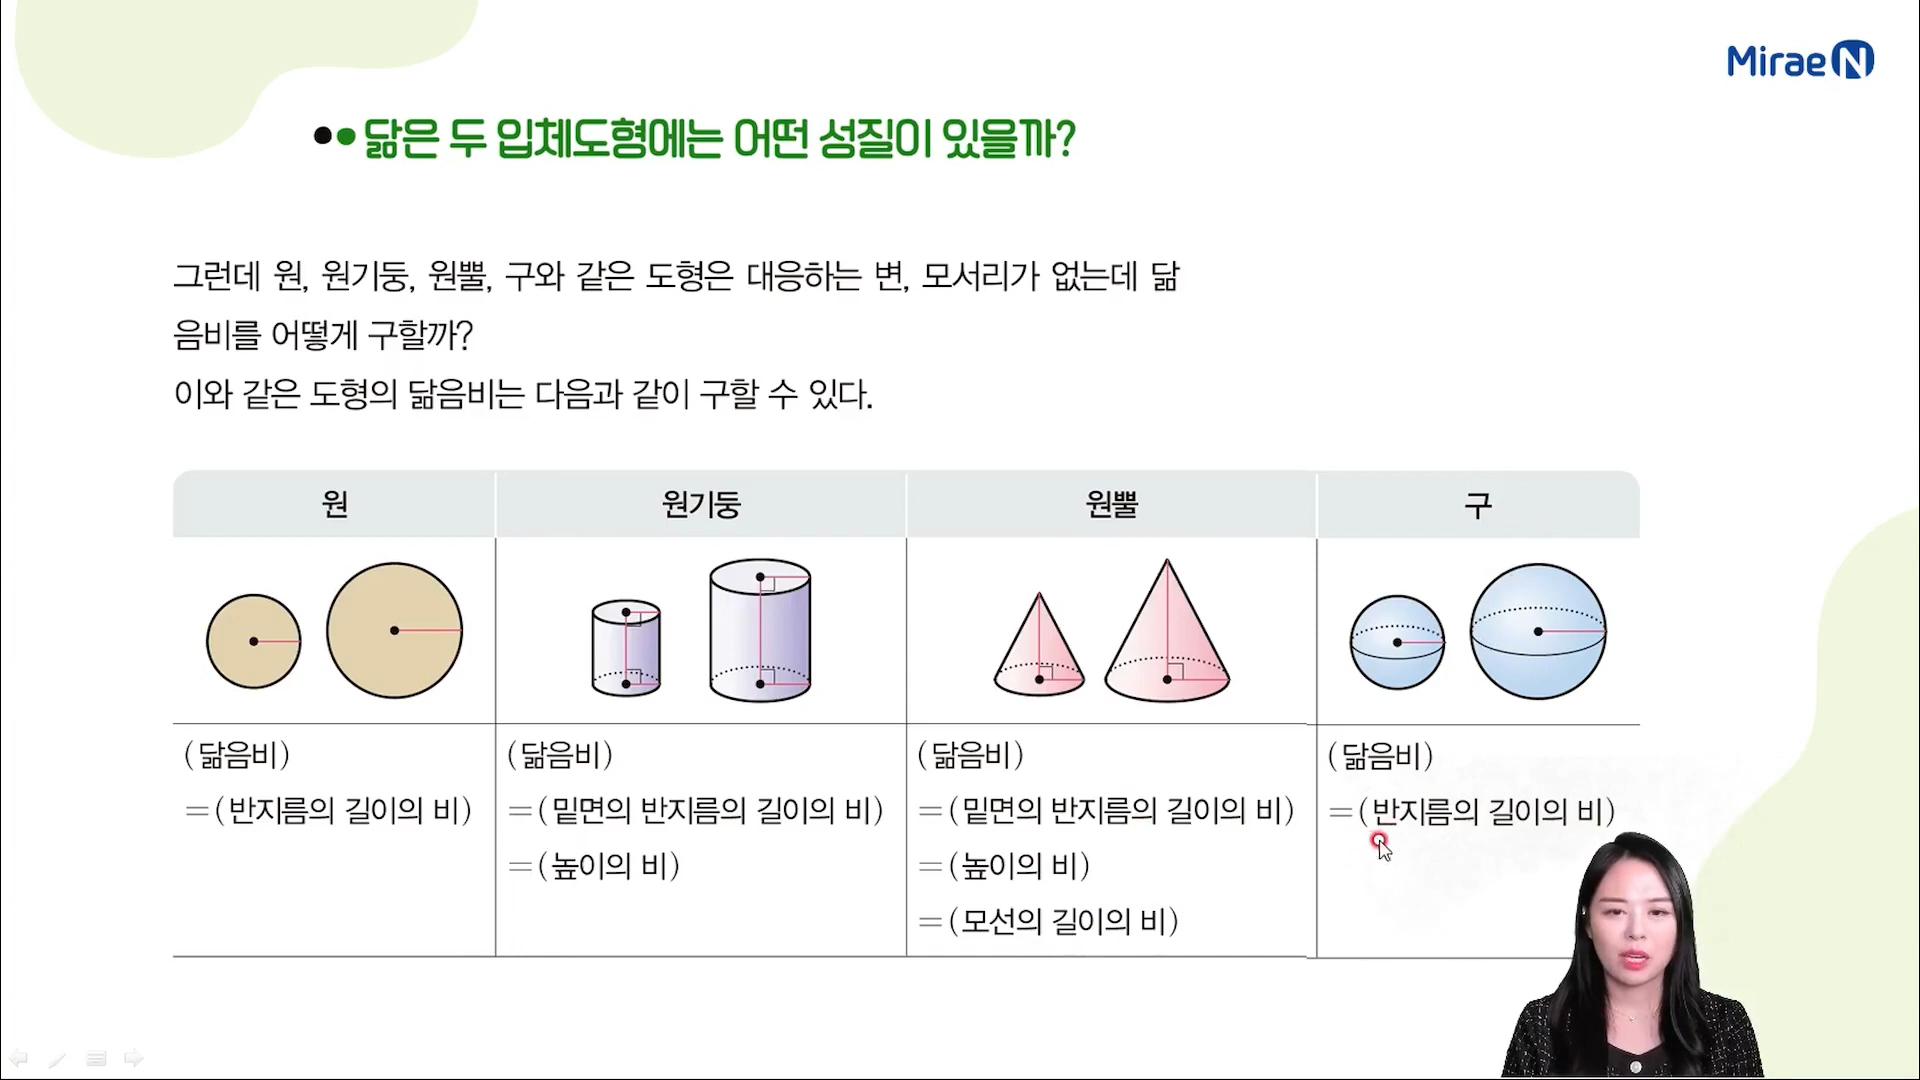 Mirae N
닮은 두 입체도형에는 어떤 성질이 있을까?
그런데 원, 원기둥, 원뿔, 구와 같은 도형은 대응하는 변, 모서리가 없는데 닮
음비를 어떻게 구할까?
이와 같은 도형의 닮음비는 다음과 같이 구할 수 있다.
원 원기둥 원뿔 구
(닮음비) (닮음비) (닮음비) (닮음비)
=(반지름의 길이의 비) =(밑면의 반지름의 길이의 비) =(밑면의 반지름의 길이의 비) =(반지름의 길이의 비)
=(높이의 비) =(높이의 비)
=(모선의 길이의 비)